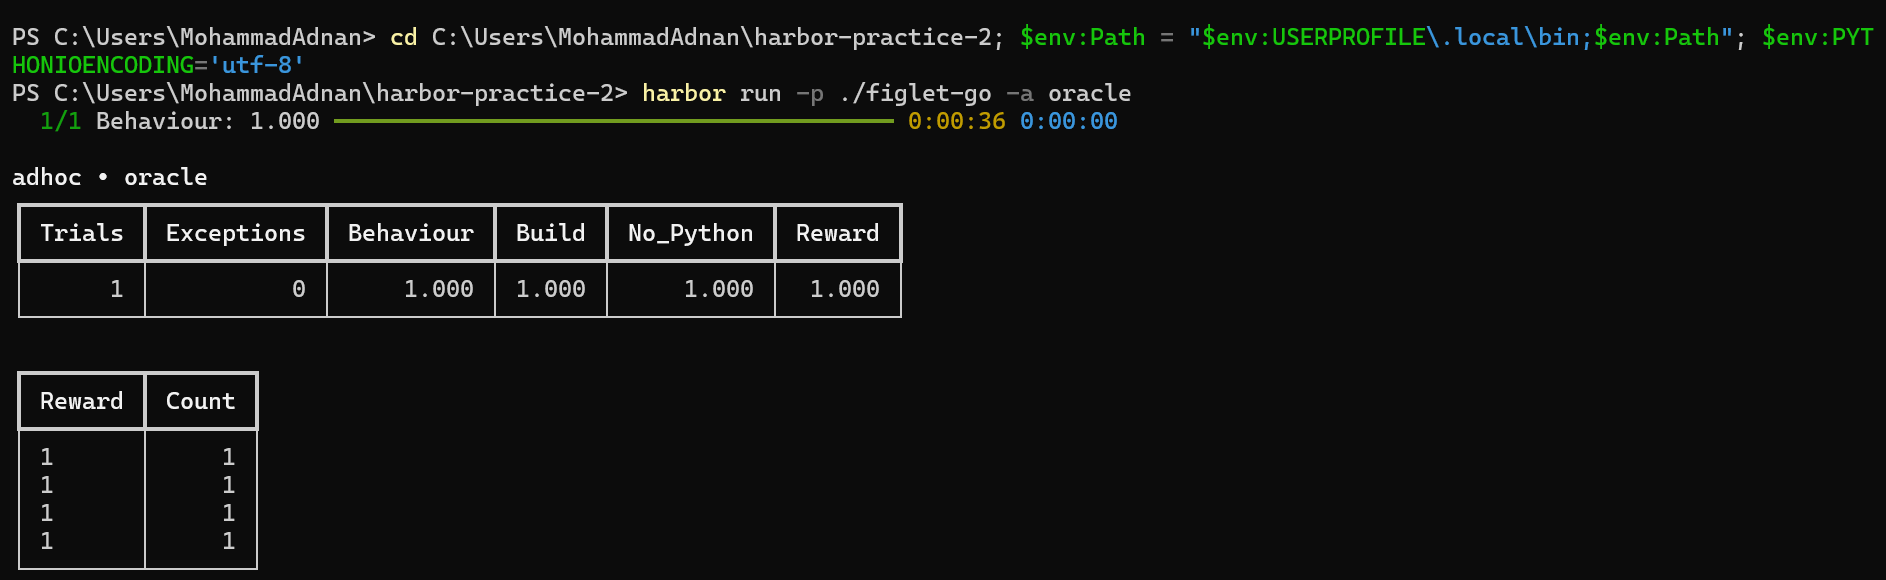 PS C:\Users\MohammadAdnan> cd C:\Users\MohammadAdnan\harbor-practice-2; $env:Path = "$env:USERPROFILE\.local\bin;$env:Path"; $env:PYT
HONIOENCODING='utf-8'
PS C:\Users\MohammadAdnan\harbor-practice-2> harbor run -p ./figlet-go -a oracle
1/1 Behaviour: 1.000 0:00:36 0:00:00
adhoc • oracle
Trials Exceptions Behaviour Build No_Python Reward
1 0 1.000 1.000 1.000 1.000
Reward Count
1 1
1 1
1 1
1 1